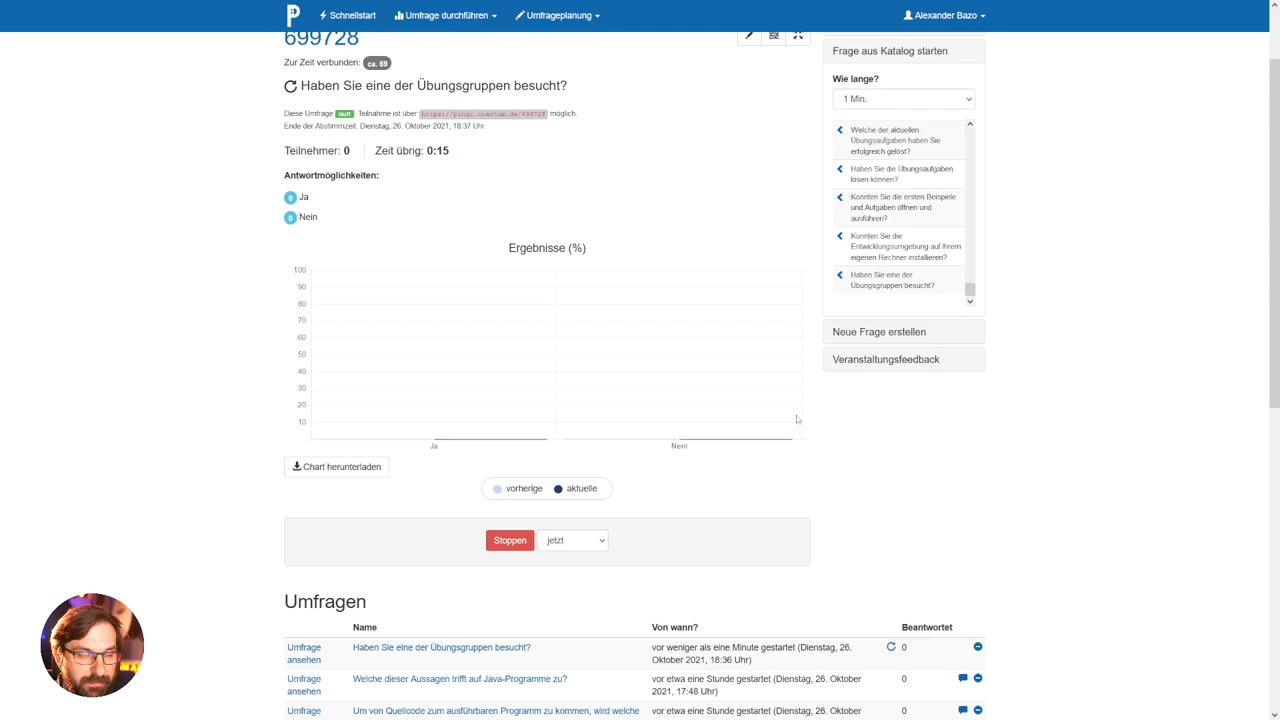 Schnellstart
Umfrage durchführen
Umfrageplanung
Alexander Bazo
699728
Zur Zeit verbunden: ca. 69
Haben Sie eine der Übungsgruppen besucht?
Diese Umfrage läuft Teilnahme ist über https://pingo.coactum.de/699728 möglich.
Ende der Abstimmzeit: Dienstag, 26. Oktober 2021, 18:37 Uhr.
Teilnehmer: 0
Zeit übrig: 0:15
Antwortmöglichkeiten:
0 Ja
0 Nein
Ergebnisse (%)
100
90
80
70
60
50
40
30
20
10
Ja
Nein
Chart herunterladen
vorherige
aktuelle
Stoppen
jetzt
Frage aus Katalog starten
Wie lange?
1 Min.
Welche der aktuellen
Übungsaufgaben haben Sie
erfolgreich gelöst?
Haben Sie die Übungsaufgaben
lösen können?
Konnten Sie die ersten Beispiele
und Aufgaben öffnen und
ausführen?
Konnten Sie die
Entwicklungsumgebung auf Ihrem
eigenen Rechner installieren?
Haben Sie eine der
Übungsgruppen besucht?
Neue Frage erstellen
Veranstaltungsfeedback
Umfragen
Name
Von wann?
Beantwortet
Umfrage
ansehen
Haben Sie eine der Übungsgruppen besucht?
vor weniger als eine Minute gestartet (Dienstag, 26.
Oktober 2021, 18:36 Uhr)
0
Umfrage
ansehen
Welche dieser Aussagen trifft auf Java-Programme zu?
vor etwa eine Stunde gestartet (Dienstag, 26. Oktober
2021, 17:48 Uhr)
0
Umfrage
Um von Quellcode zum ausführbaren Programm zu kommen, wird welche
vor etwa eine Stunde gestartet (Dienstag, 26. Oktober
0